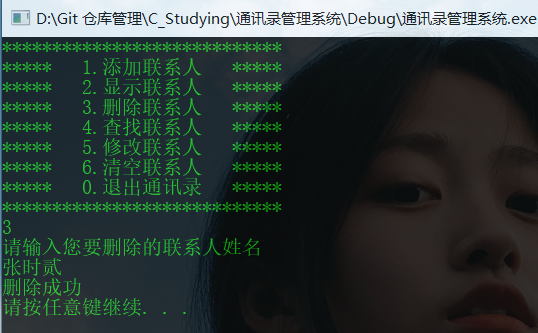 D:\Git 仓库管理\C_Studying\通讯录管理系统\Debug\通讯录管理系统.exe
****************************
***** 1.添加联系人 *****
***** 2.显示联系人 *****
***** 3.删除联系人 *****
***** 4.查找联系人 *****
***** 5.修改联系人 *****
***** 6.清空联系人 *****
***** 0.退出通讯录 *****
****************************
3
请输入您要删除的联系人姓名
张时贰
删除成功
请按任意键继续. . .